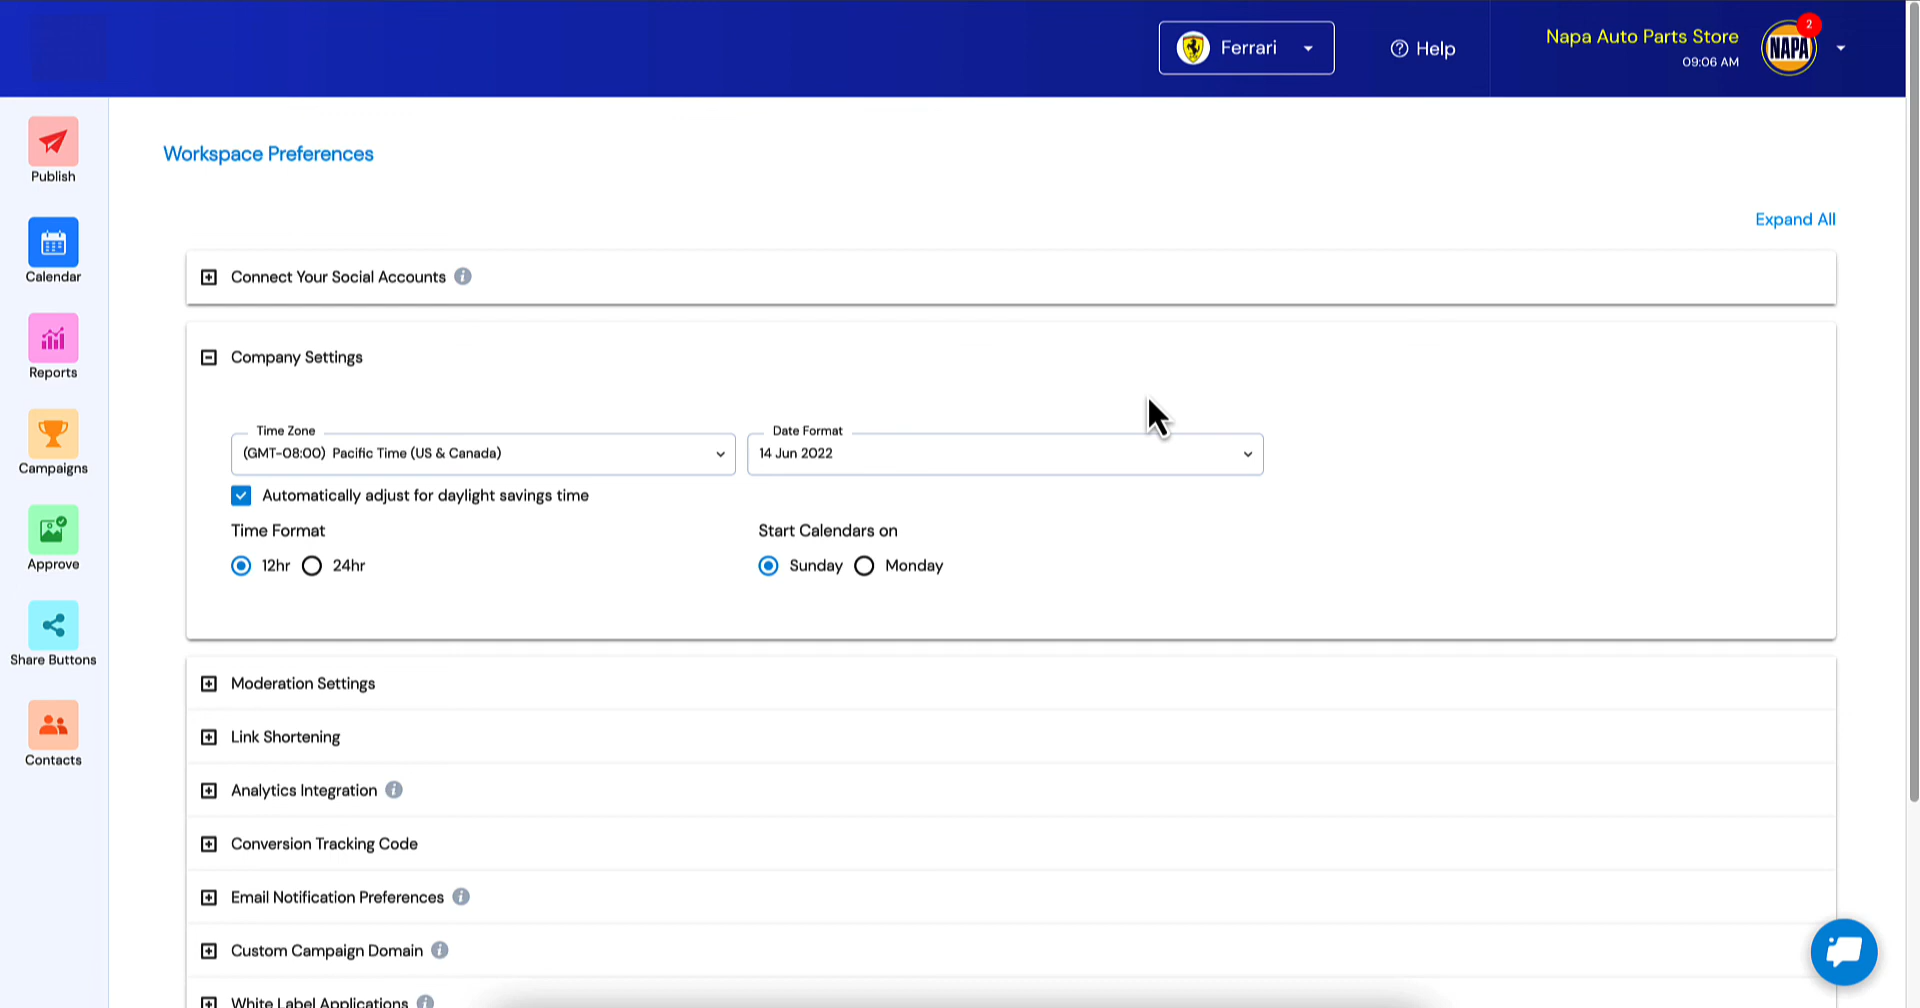 Ferrari
Help
Napa Auto Parts Store
09:06 AM
NAPA
2
Publish
Calendar
Reports
Campaigns
Approve
Share Buttons
Contacts
Workspace Preferences
Expand All
Connect Your Social Accounts
Company Settings
Time Zone
(GMT-08:00) Pacific Time (US & Canada)
Date Format
14 Jun 2022
Automatically adjust for daylight savings time
Time Format
12hr
24hr
Start Calendars on
Sunday
Monday
Moderation Settings
Link Shortening
Analytics Integration
Conversion Tracking Code
Email Notification Preferences
Custom Campaign Domain
White Label Applications